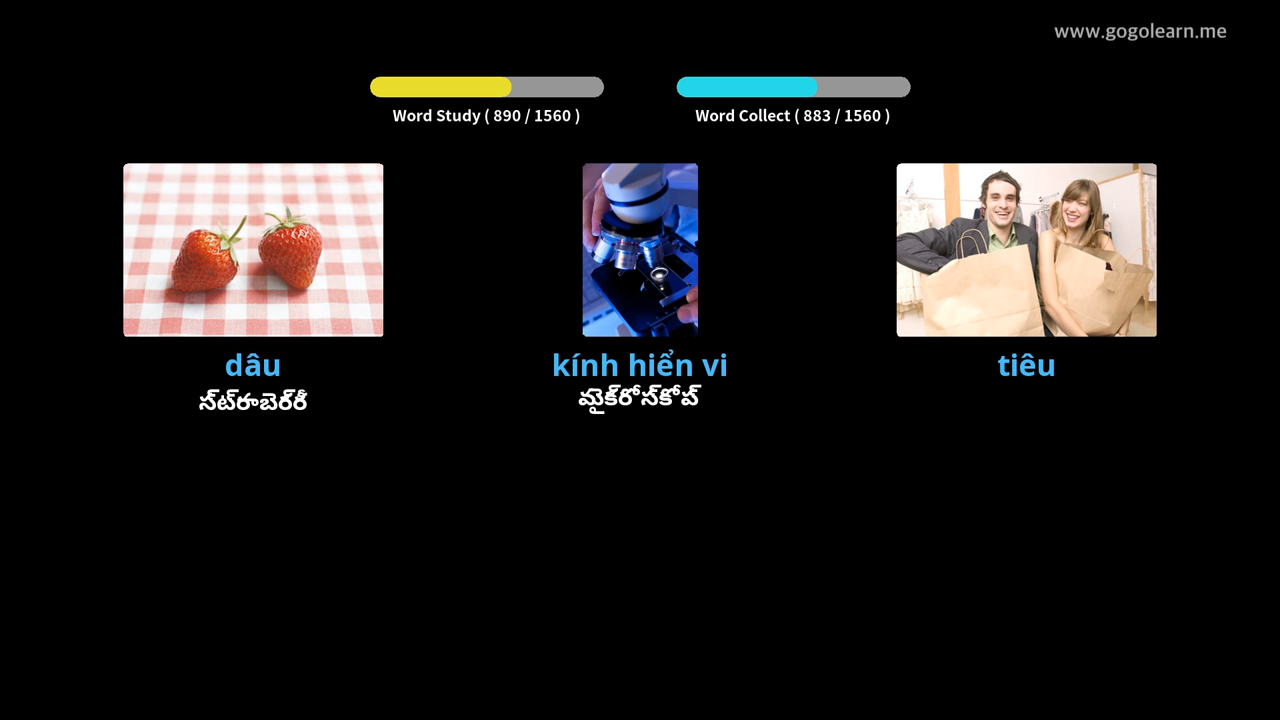 www.gogolearn.me
Word Study ( 890 / 1560 )
Word Collect ( 883 / 1560 )
dâu
kính hiển vi
tiêu
స్‌ట్‌రాబెర్‌రీ
మైక్‌రోస్‌కోప్